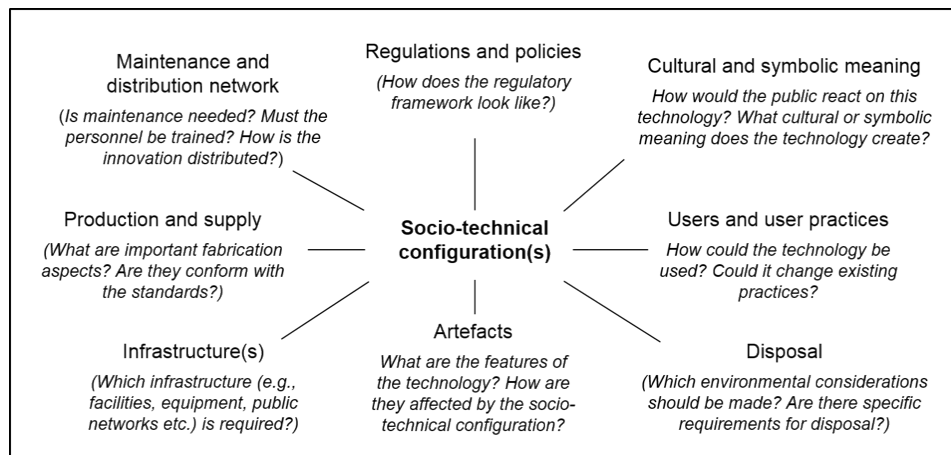 Maintenance and
distribution network
(Is maintenance needed? Must the
personnel be trained? How is the
innovation distributed?)
Regulations and policies
(How does the regulatory
framework look like?)
Cultural and symbolic meaning
How would the public react on this
technology? What cultural or symbolic
meaning does the technology create?
Production and supply
(What are important fabrication
aspects? Are they conform with
the standards?)
Socio-technical
configuration(s)
Users and user practices
How could the technology be
used? Could it change existing
practices?
Infrastructure(s)
(Which infrastructure (e.g.,
facilities, equipment, public
networks etc.) is required?)
Artefacts
What are the features of
the technology? How are
they affected by the socio-
technical configuration?
Disposal
(Which environmental considerations
should be made? Are there specific
requirements for disposal?)